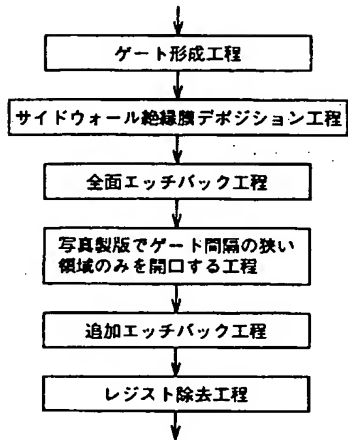 ゲート形成工程
サイドウォール絶縁膜デポジション工程
全面エッチバック工程
写真製版でゲート間隔の狭い
領域のみを開口する工程
追加エッチバック工程
レジスト除去工程